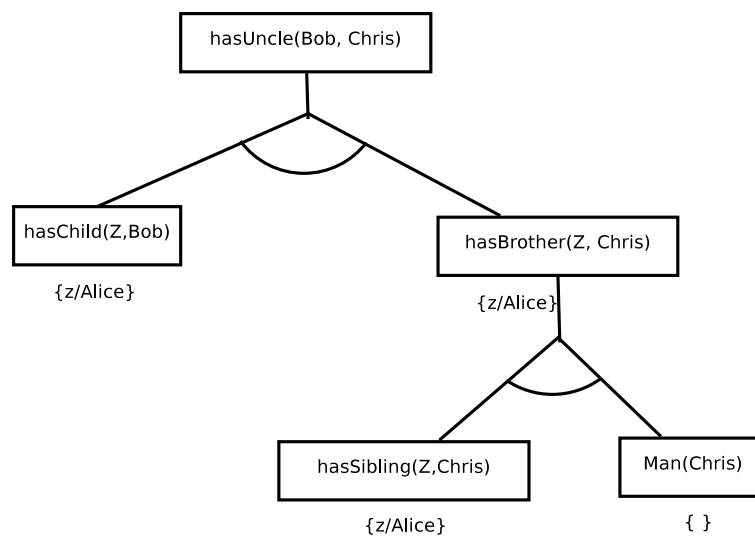 hasUncle(Bob, Chris)
hasChild(Z,Bob)
{z/Alice}
hasBrother(Z, Chris)
{z/Alice}
hasSibling(Z,Chris)
{z/Alice}
Man(Chris)
{ }